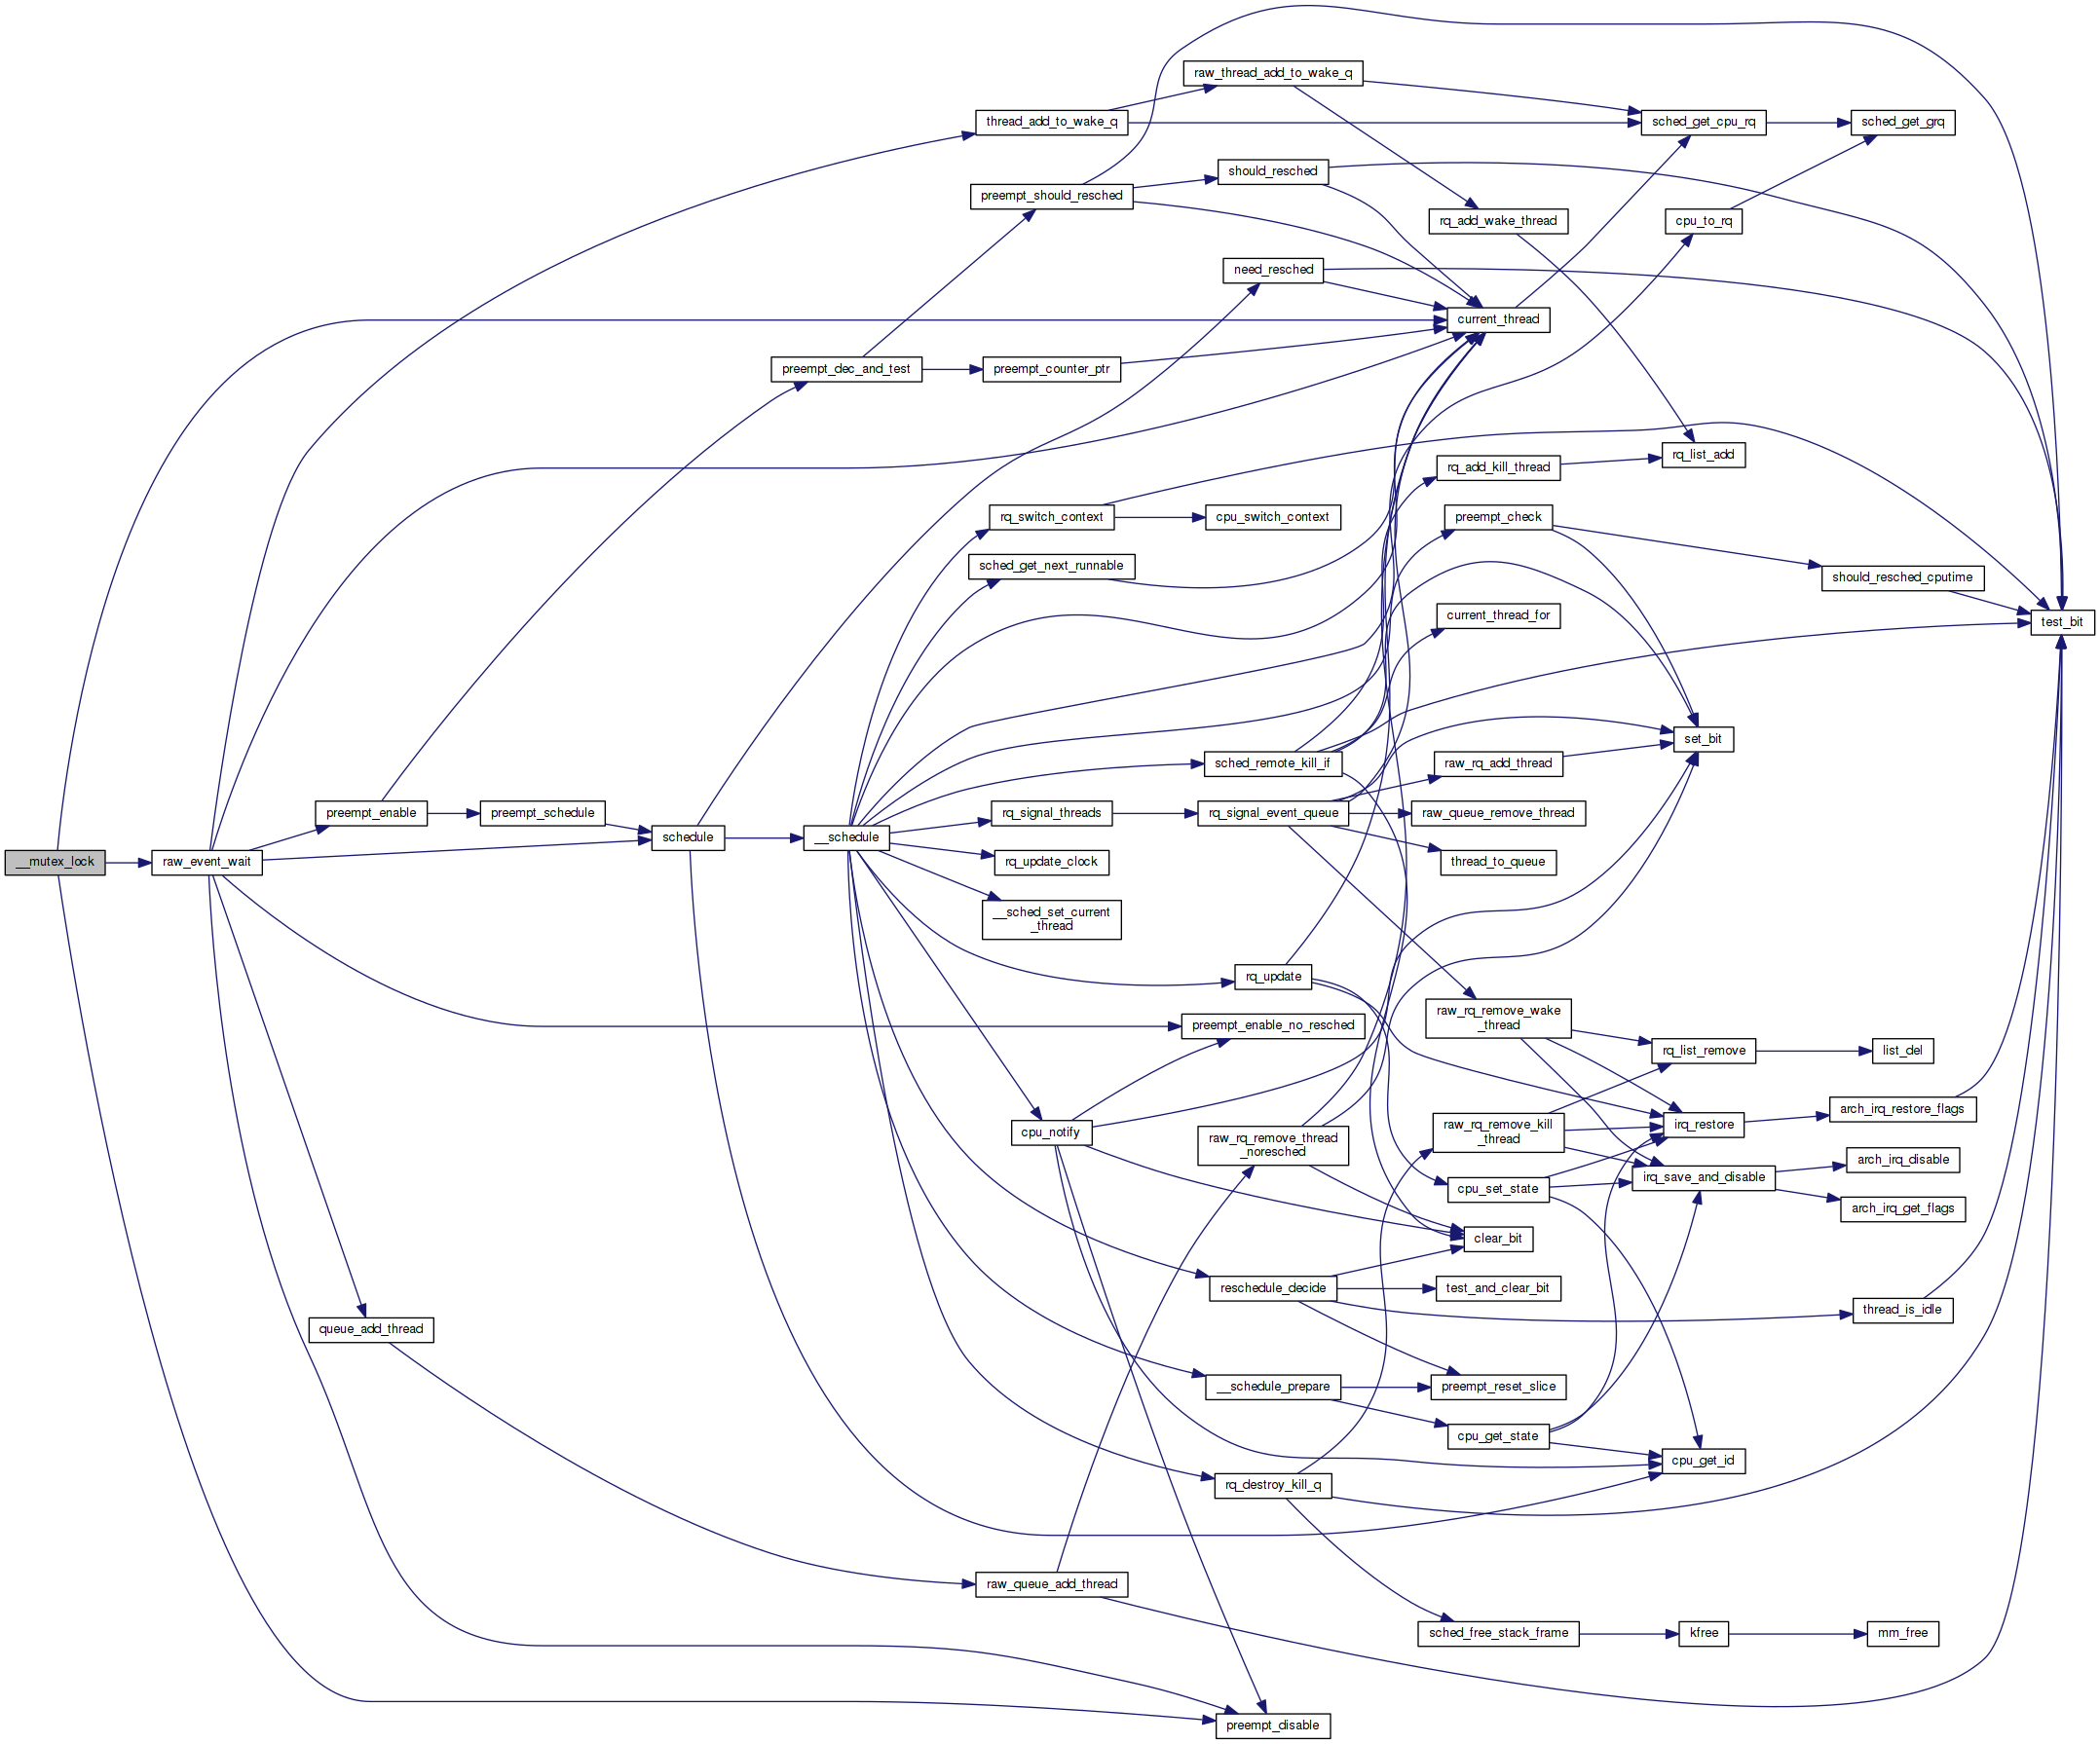 raw_thread_add_to_wake_q
thread_add_to_wake_q
sched_get_cpu_rq
sched_get_grq
should_resched
preempt_should_resched
rq_add_wake_thread
cpu_to_rq
need_resched
current_thread
preempt_dec_and_test
preempt_counter_ptr
rq_list_add
rq_add_kill_thread
rq_switch_context
cpu_switch_context
preempt_check
sched_get_next_runnable
should_resched_cputime
current_thread_for
test_bit
set_bit
sched_remote_kill_if
raw_rq_add_thread
preempt_enable
preempt_schedule
rq_signal_threads
rq_signal_event_queue
raw_queue_remove_thread
schedule
__schedule
__mutex_lock
raw_event_wait
rq_update_clock
thread_to_queue
__sched_set_current
_thread
rq_update
raw_rq_remove_wake
_thread
preempt_enable_no_resched
rq_list_remove
list_del
arch_irq_restore_flags
cpu_notify
raw_rq_remove_thread
_noresched
raw_rq_remove_kill
_thread
irq_restore
arch_irq_disable
cpu_set_state
irq_save_and_disable
arch_irq_get_flags
clear_bit
reschedule_decide
test_and_clear_bit
thread_is_idle
queue_add_thread
__schedule_prepare
preempt_reset_slice
cpu_get_state
cpu_get_id
rq_destroy_kill_q
raw_queue_add_thread
sched_free_stack_frame
kfree
mm_free
preempt_disable